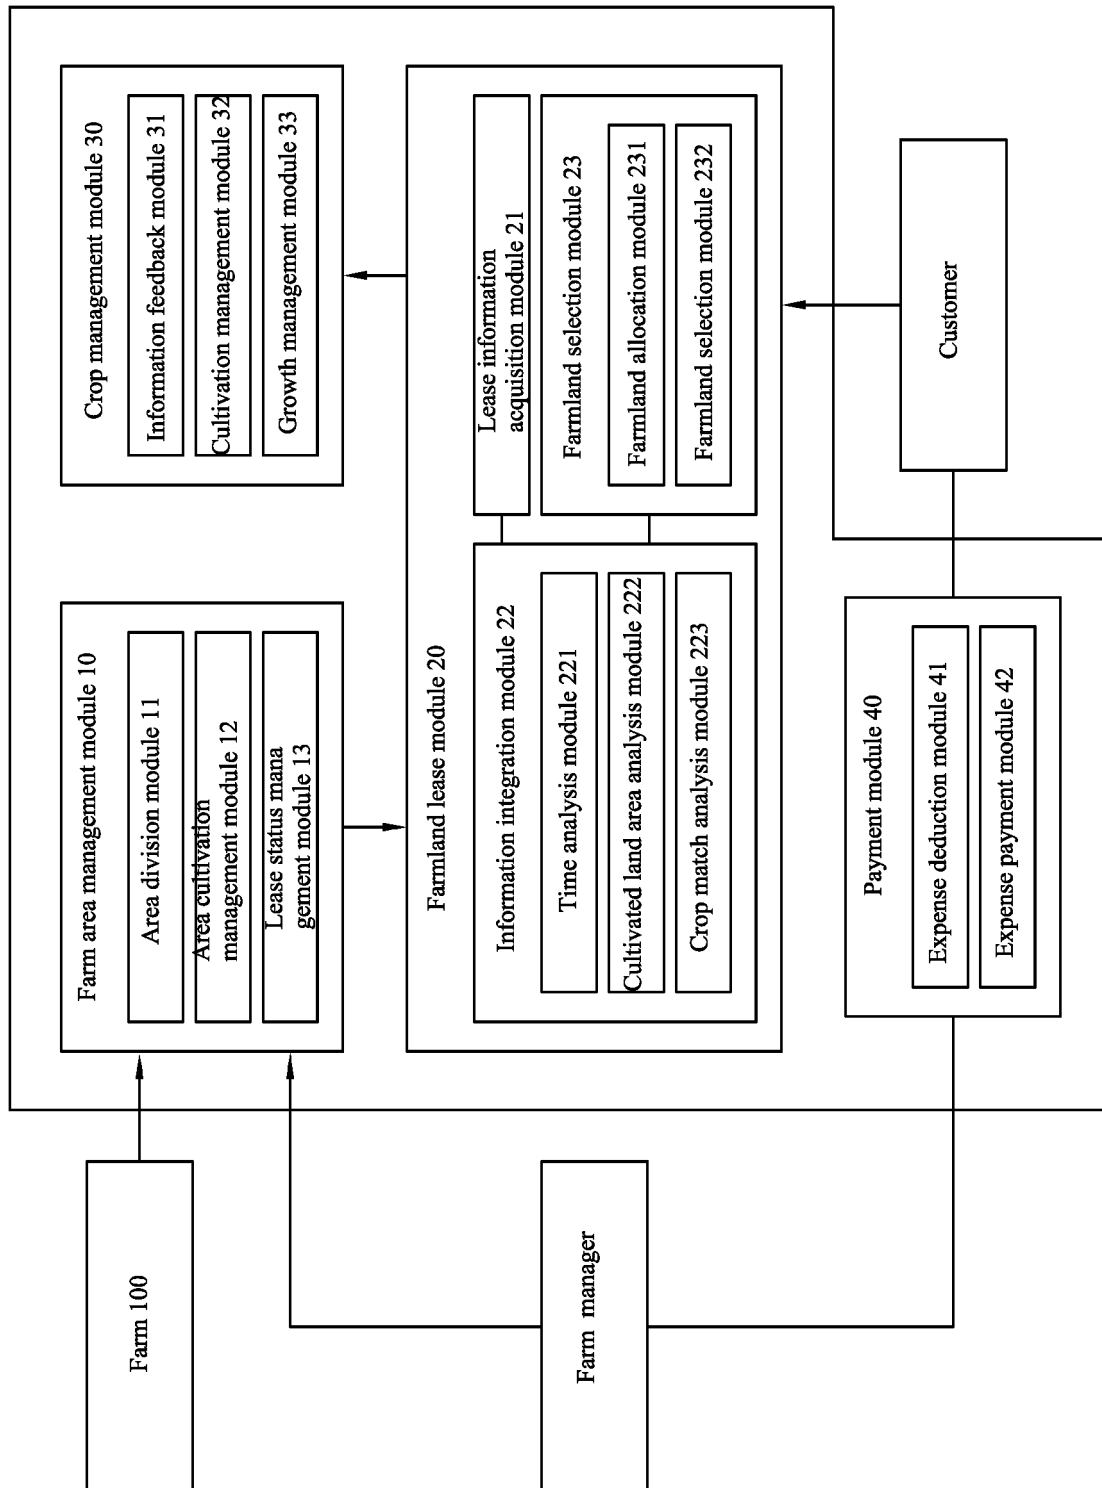 Farm 100
Farm manager
Farm area management module 10
Area division module 11
Area cultivation
management module 12
Lease status mana
gement module 13
Crop management module 30
Information feedback module 31
Cultivation management module 32
Growth management module 33
Farmland lease module 20
Information integration module 22
Time analysis module 221
Cultivated land area analysis module 222
Crop match analysis module 223
Lease information
acquisition module 21
Farmland selection module 23
Farmland allocation module 231
Farmland selection module 232
Payment module 40
Expense deduction module 41
Expense payment module 42
Customer